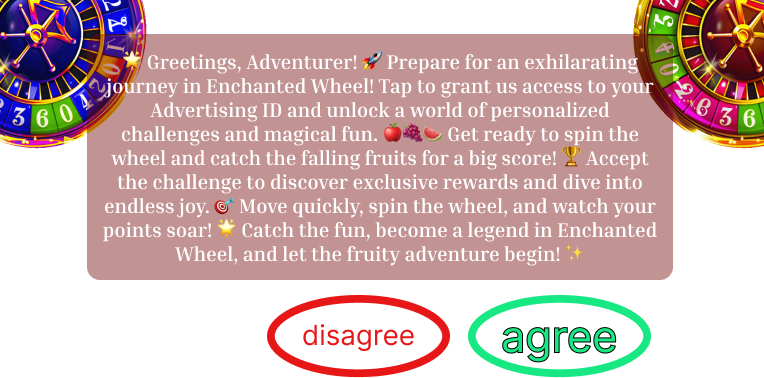 🌟 Greetings, Adventurer! 🚀 Prepare for an exhilarating
journey in Enchanted Wheel! Tap to grant us access to your
Advertising ID and unlock a world of personalized
challenges and magical fun. 🍎🍇🍉 Get ready to spin the
wheel and catch the falling fruits for a big score! 🏆 Accept
the challenge to discover exclusive rewards and dive into
endless joy. 🎯 Move quickly, spin the wheel, and watch your
points soar! 🌟 Catch the fun, become a legend in Enchanted
Wheel, and let the fruity adventure begin! ✨
disagree
agree